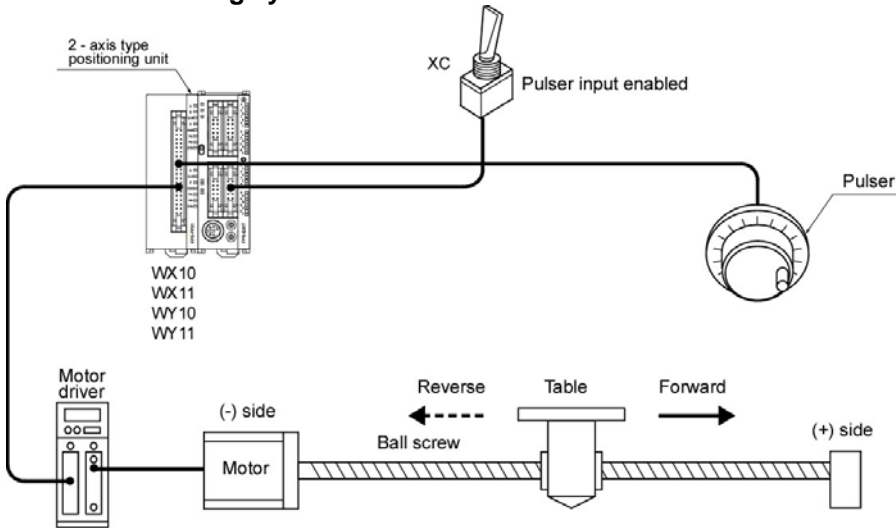 2 - axis type
positioning unit
XC
Pulser input enabled
Pulser
WX10
WX11
WY10
WY11
Motor
driver
(-) side
Reverse
Table
Forward
(+) side
Ball screw
Motor